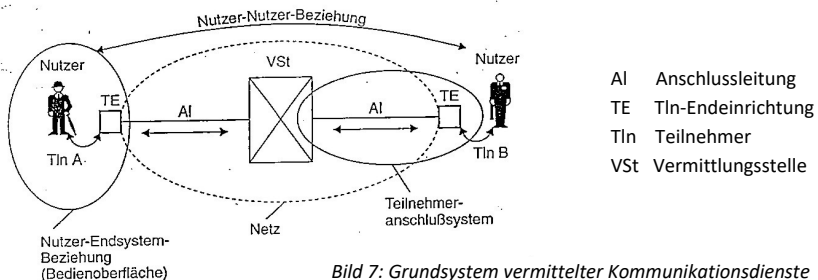 Nutzer-Nutzer-Beziehung
Nutzer
VSt
Nutzer
TE
Al
Al
TE
Tln A
Tln B
Netz
Teilnehmer-
anschlußsystem
Nutzer-Endsystem-
Beziehung
(Bedienoberfläche)
Al Anschlussleitung
TE Tln-Endeinrichtung
Tln Teilnehmer
VSt Vermittlungsstelle
Bild 7: Grundsystem vermittelter Kommunikationsdienste